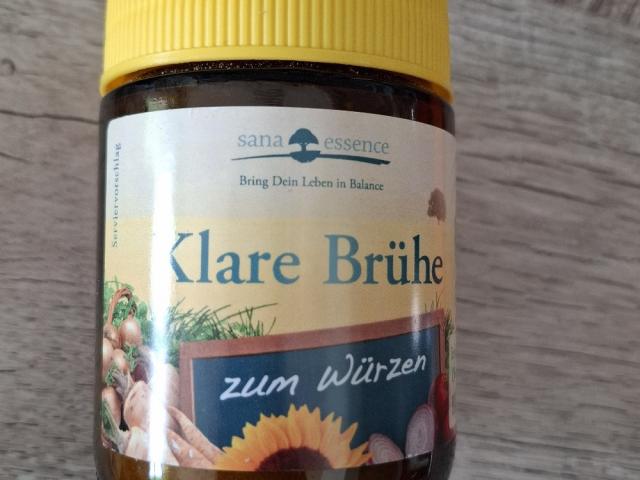 sana essence
Bring Dein Leben in Balance
Serviervorschlag
Klare Brühe
zum Würzen